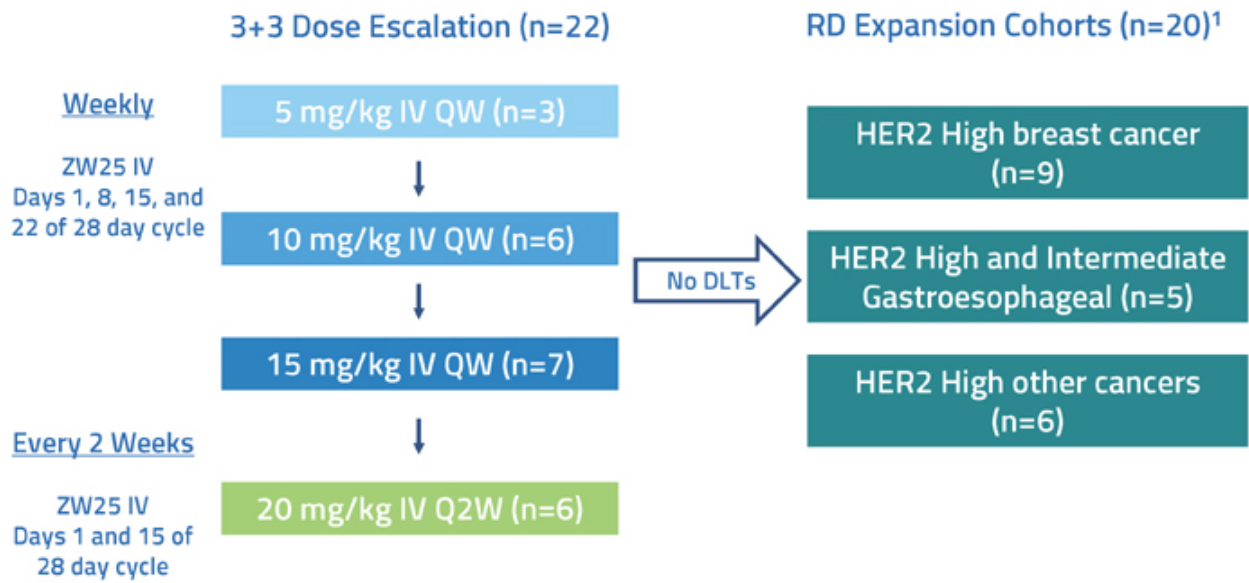 3+3 Dose Escalation (n=22)
Weekly
ZW25 IV
Days 1, 8, 15, and
22 of 28 day cycle
5 mg/kg IV QW (n=3)
10 mg/kg IV QW (n=6)
15 mg/kg IV QW (n=7)
Every 2 Weeks
ZW25 IV
Days 1 and 15 of
28 day cycle
20 mg/kg IV Q2W (n=6)
No DLTs
RD Expansion Cohorts (n=20)¹
HER2 High breast cancer
(n=9)
HER2 High and Intermediate
Gastroesophageal (n=5)
HER2 High other cancers
(n=6)